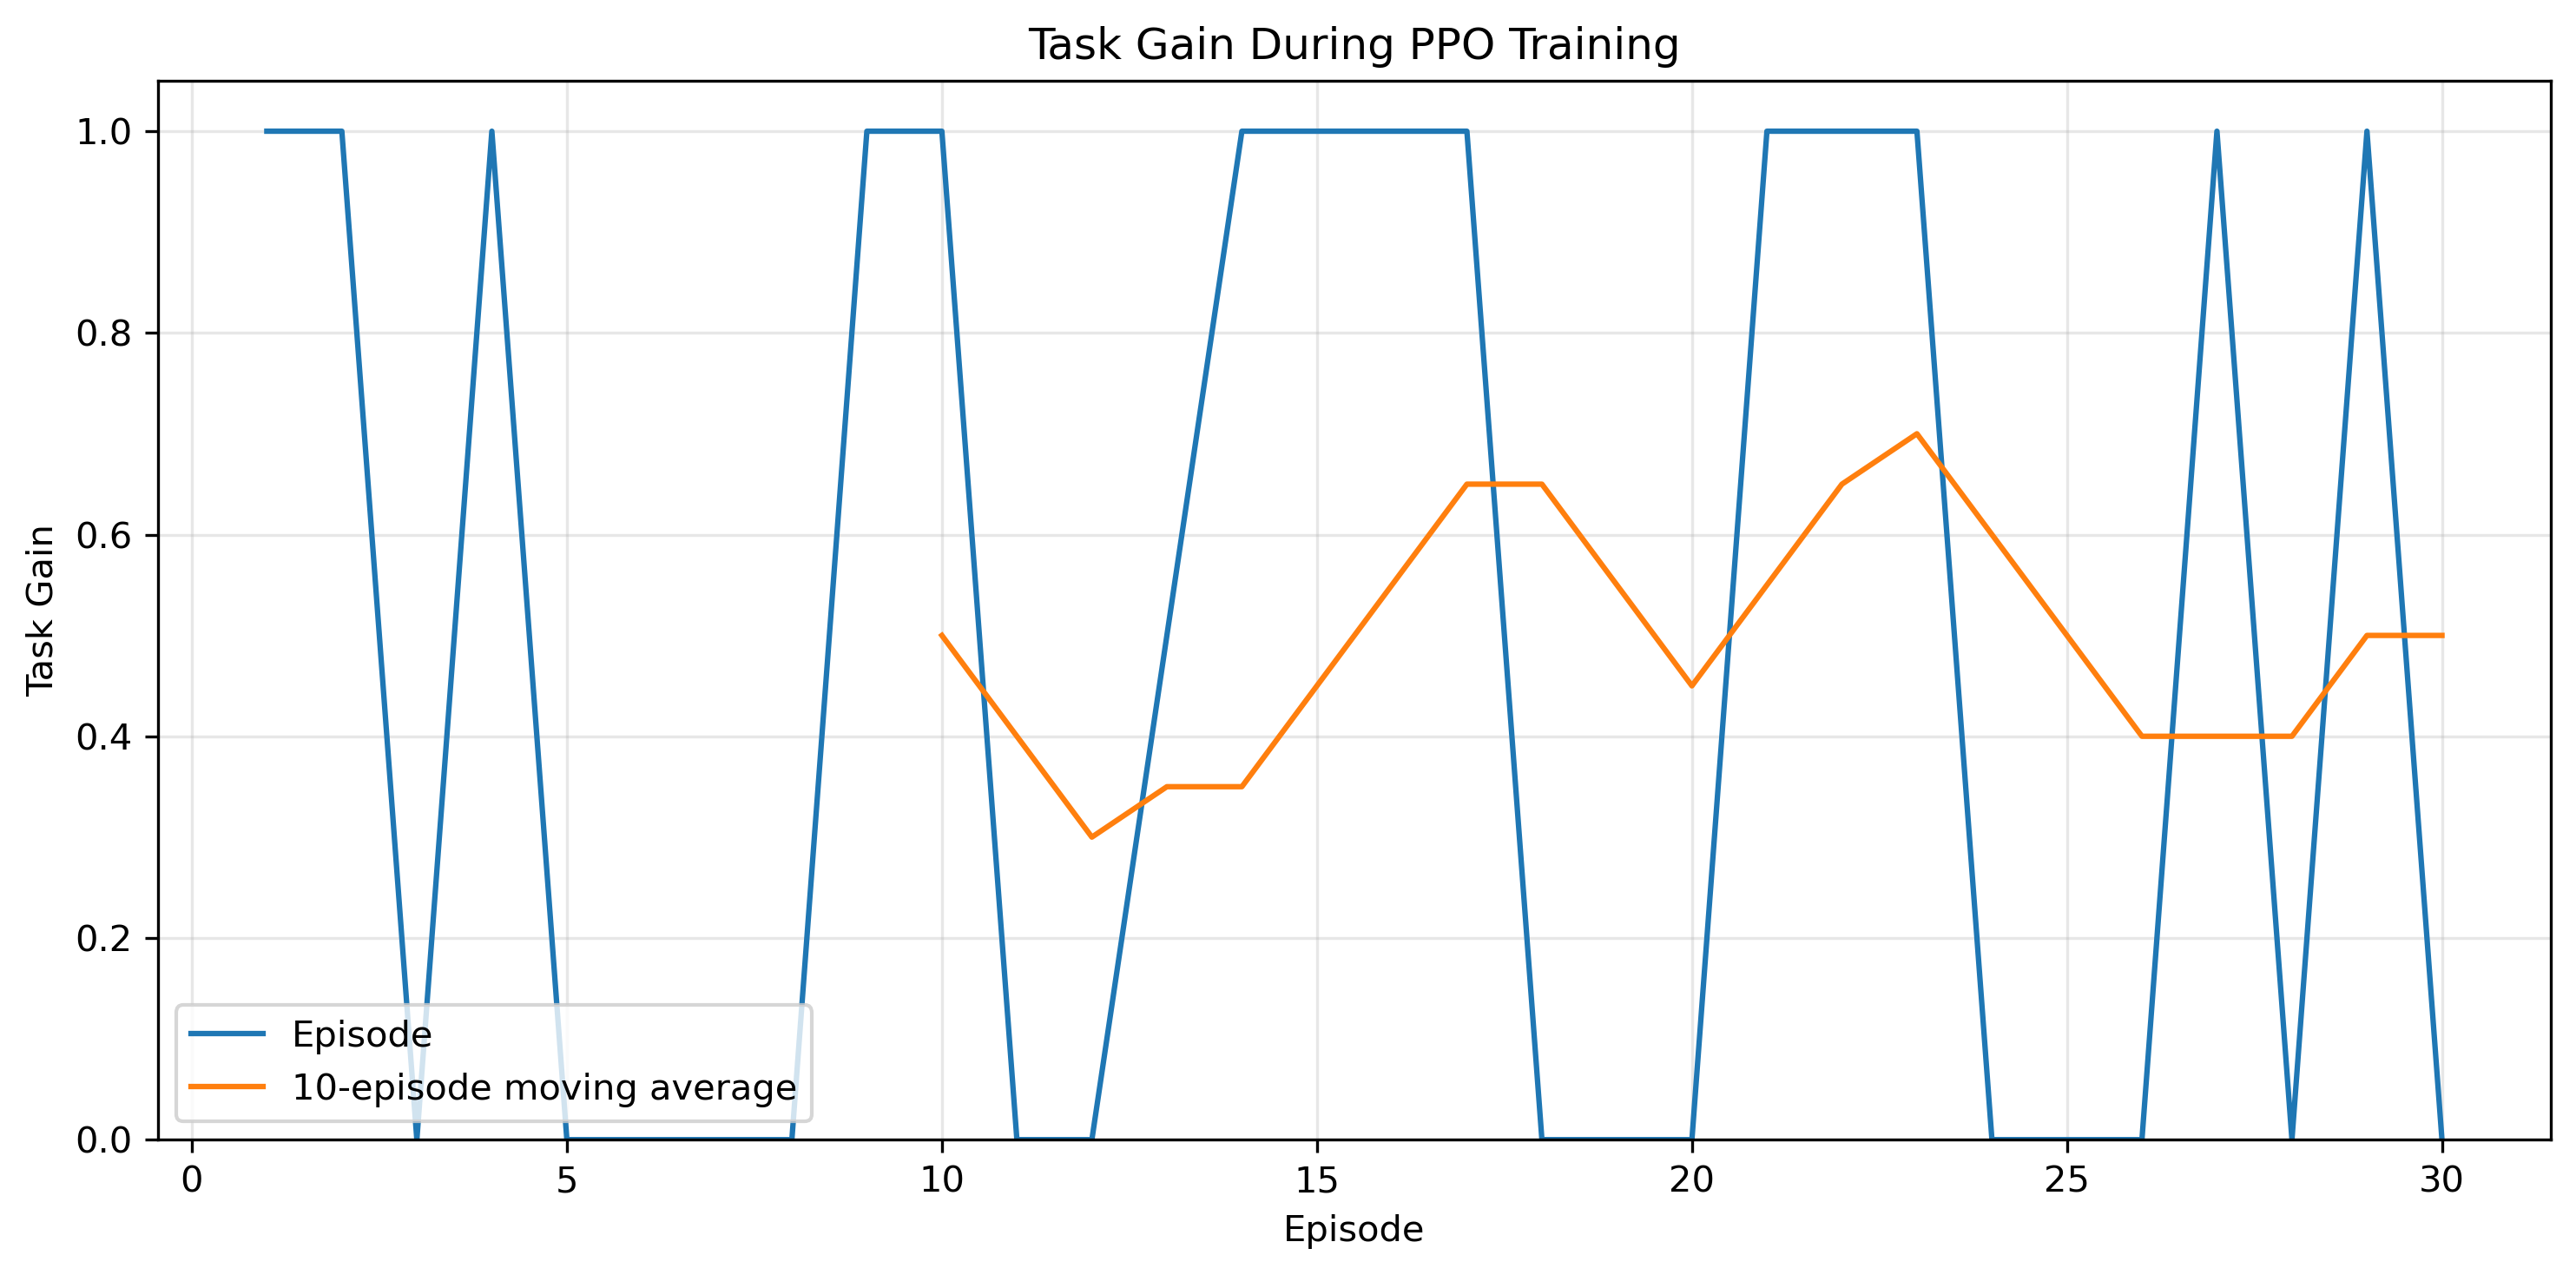 Task Gain During PPO Training
Task Gain
1.0
0.8
0.6
0.4
0.2
0.0
Episode
10-episode moving average
0 5 10 15 20 25 30
Episode